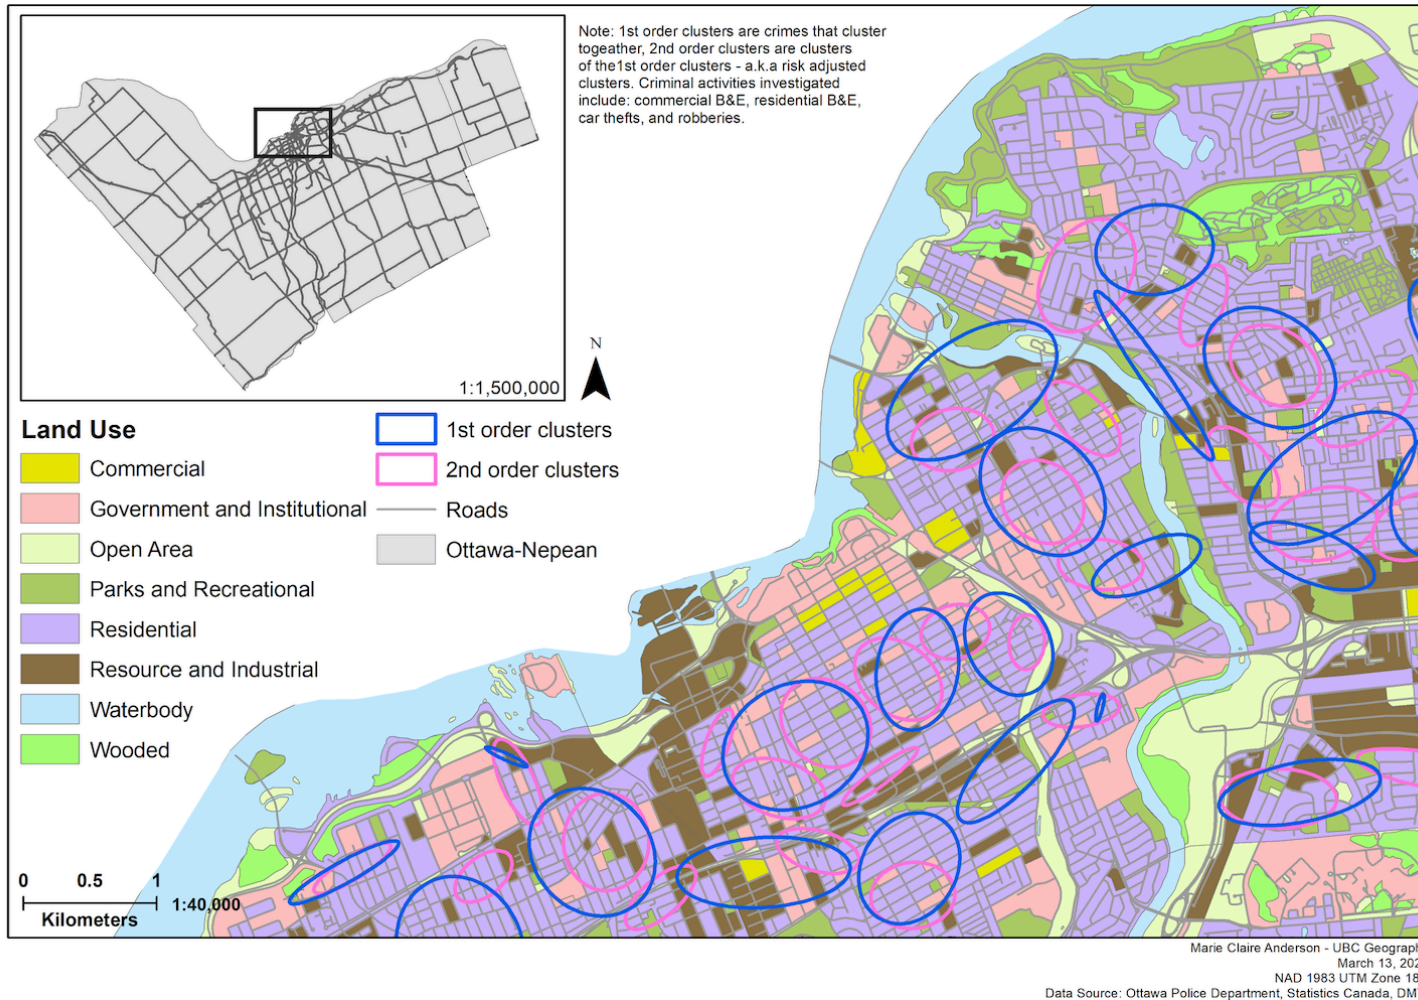 Note: 1st order clusters are crimes that cluster
togeather, 2nd order clusters are clusters
of the1st order clusters - a.k.a risk adjusted
clusters. Criminal activities investigated
include: commercial B&E, residential B&E,
car thefts, and robberies.
N
1:1,500,000
Land Use
Commercial
Government and Institutional
Open Area
Parks and Recreational
Residential
Resource and Industrial
Waterbody
Wooded
1st order clusters
2nd order clusters
Roads
Ottawa-Nepean
0 0.5 1
Kilometers
1:40,000
Marie Claire Anderson - UBC Geograph
March 13, 202
NAD 1983 UTM Zone 18
Data Source: Ottawa Police Department, Statistics Canada, DM